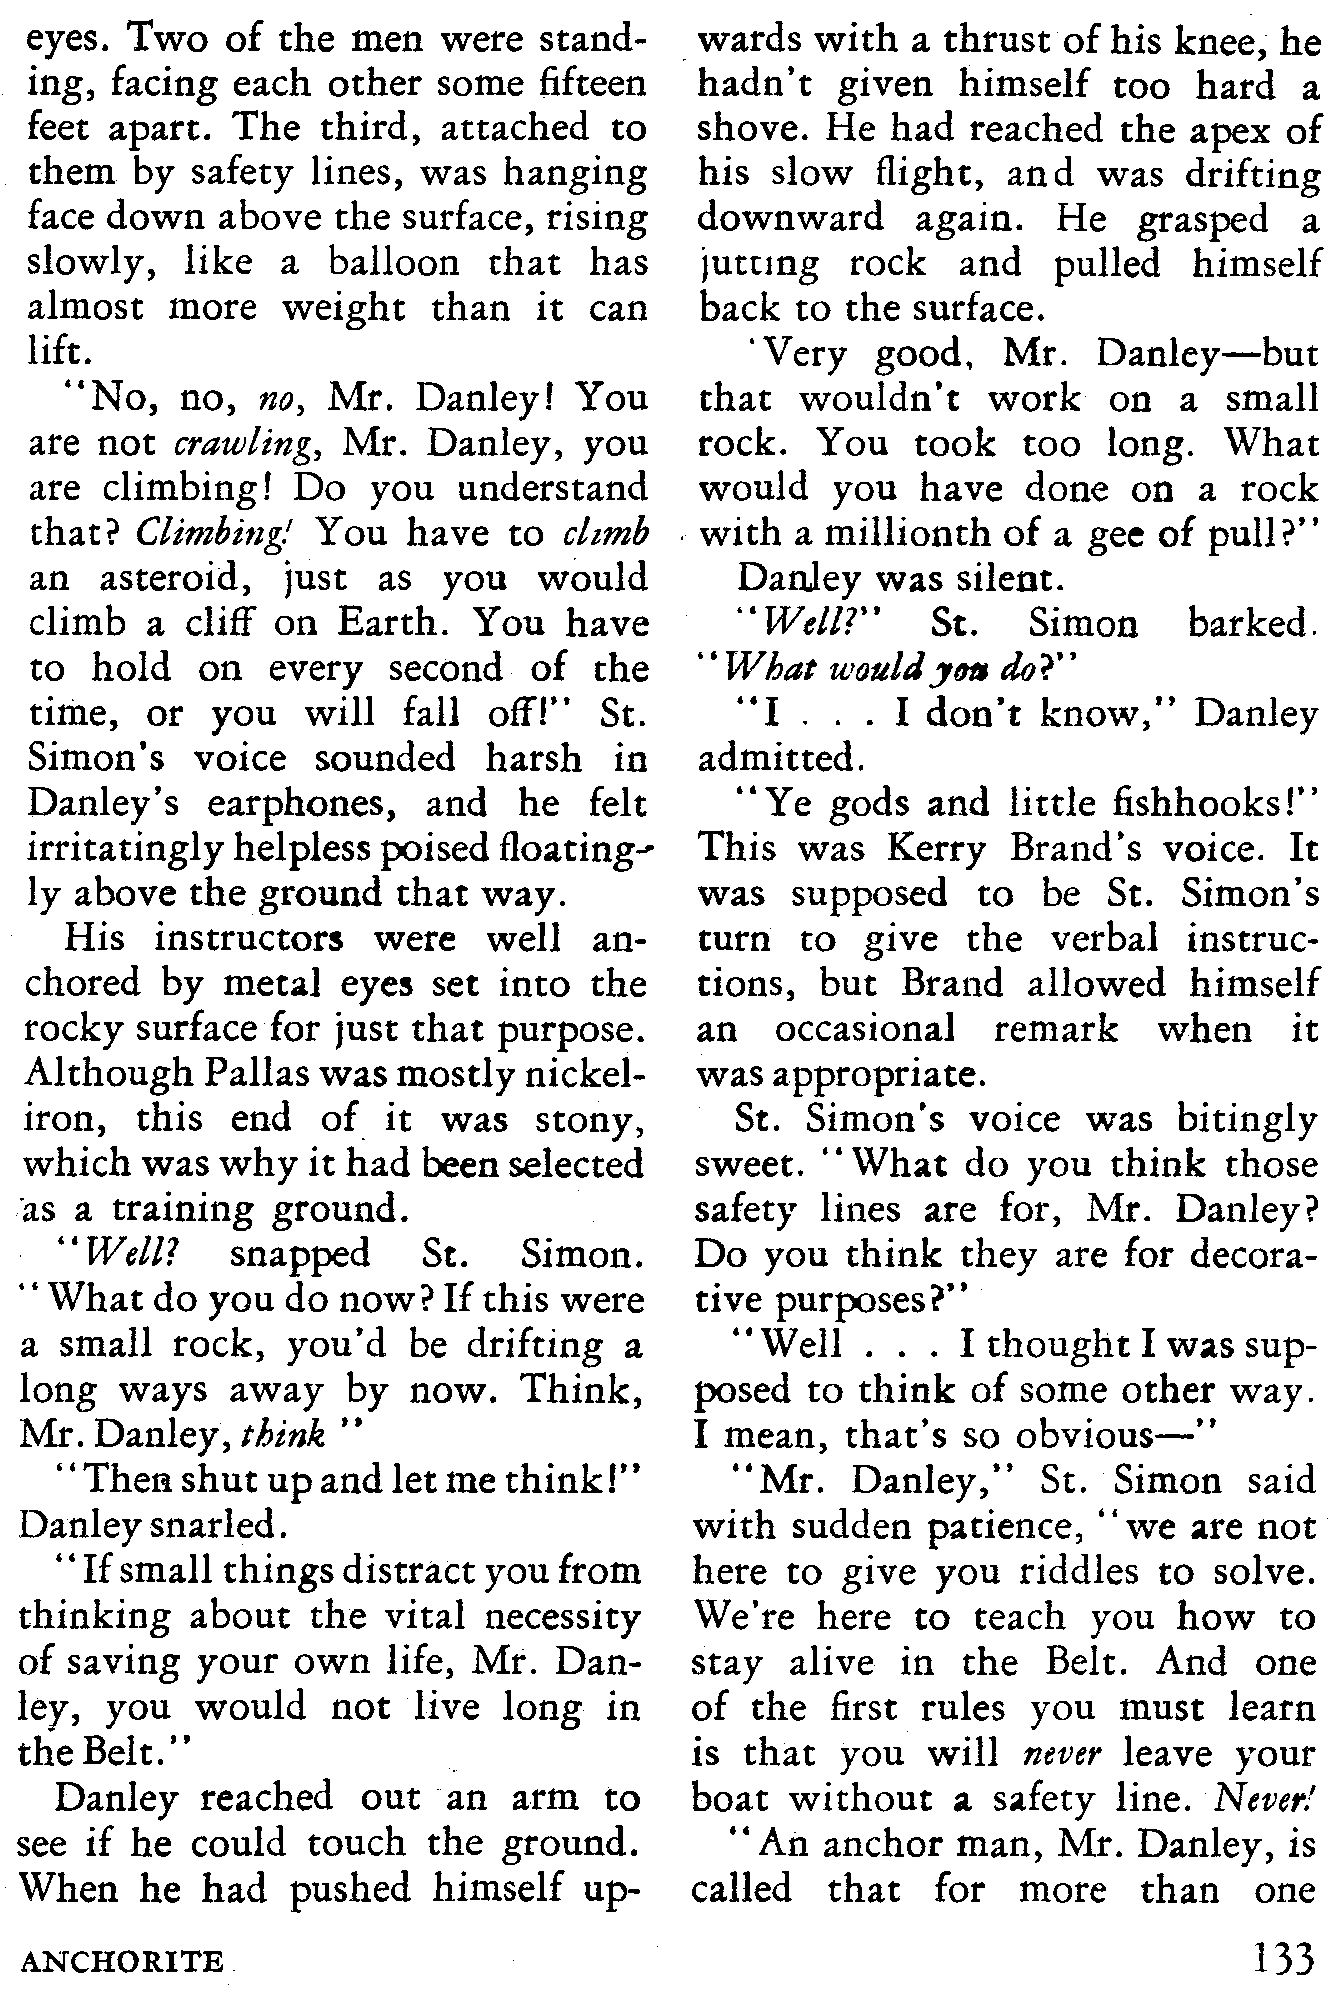 eyes. Two of the men were stand-
ing, facing each other some fifteen
feet apart. The third, attached to
them by safety lines, was hanging
face down above the surface, rising
slowly, like a balloon that has
almost more weight than it can
lift.
"No, no, no, Mr. Danley! You
are not crawling, Mr. Danley, you
are climbing! Do you understand
that? Climbing! You have to climb
an asteroid, just as you would
climb a cliff on Earth. You have
to hold on every second of the
time, or you will fall off!" St.
Simon's voice sounded harsh in
Danley's earphones, and he felt
irritatingly helpless poised floating-
ly above the ground that way.
His instructors were well an-
chored by metal eyes set into the
rocky surface for just that purpose.
Although Pallas was mostly nickel-
iron, this end of it was stony,
which was why it had been selected
as a training ground.
"Well? snapped St. Simon.
"What do you do now? If this were
a small rock, you'd be drifting a
long ways away by now. Think,
Mr. Danley, think "
"Then shut up and let me think!"
Danley snarled.
"If small things distract you from
thinking about the vital necessity
of saving your own life, Mr. Dan-
ley, you would not live long in
the Belt."
Danley reached out an arm to
see if he could touch the ground.
When he had pushed himself up-
wards with a thrust of his knee, he
hadn't given himself too hard a
shove. He had reached the apex of
his slow flight, and was drifting
downward again. He grasped a
jutting rock and pulled himself
back to the surface.
'Very good, Mr. Danley—but
that wouldn't work on a small
rock. You took too long. What
would you have done on a rock
with a millionth of a gee of pull?"
Danley was silent.
"Well?" St. Simon barked.
"What would you do?"
"I . . . I don't know," Danley
admitted.
"Ye gods and little fishhooks!"
This was Kerry Brand's voice. It
was supposed to be St. Simon's
turn to give the verbal instruc-
tions, but Brand allowed himself
an occasional remark when it
was appropriate.
St. Simon's voice was bitingly
sweet. "What do you think those
safety lines are for, Mr. Danley?
Do you think they are for decora-
tive purposes?"
"Well . . . I thought I was sup-
posed to think of some other way.
I mean, that's so obvious—"
"Mr. Danley," St. Simon said
with sudden patience, "we are not
here to give you riddles to solve.
We're here to teach you how to
stay alive in the Belt. And one
of the first rules you must learn
is that you will never leave your
boat without a safety line. Never!
"An anchor man, Mr. Danley, is
called that for more than one
ANCHORITE
133